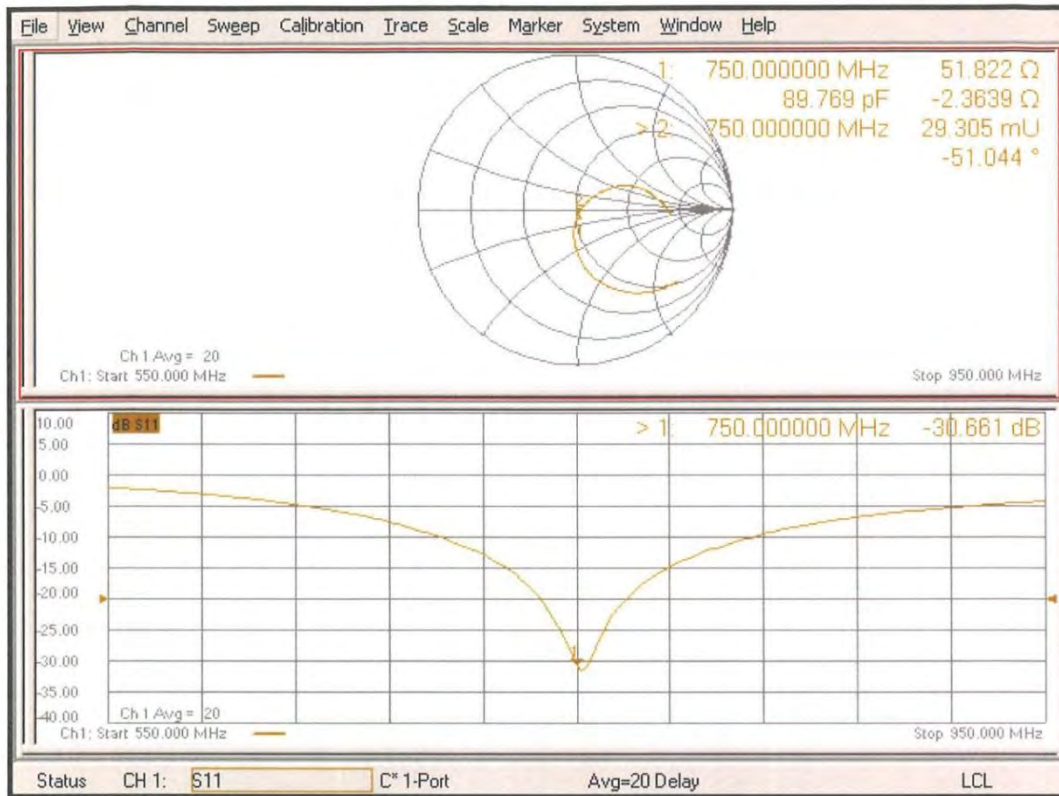 File View Channel Sweep Calibration Trace Scale Marker System Window Help
1: 750.000000 MHz 51.822 Ω
89.769 pF -2.3639 Ω
> 2: 750.000000 MHz 29.305 mU
-51.044 °
Ch 1 Avg = 20
Ch1: Start 550.000 MHz
Stop 950.000 MHz
10.00
dB S11
> 1: 750.000000 MHz -30.661 dB
5.00
0.00
-5.00
-10.00
-15.00
-20.00
-25.00
-30.00
1
-35.00
-40.00
Ch 1 Avg = 20
Ch1: Start 550.000 MHz
Stop 950.000 MHz
Status CH 1: S11 C* 1-Port Avg=20 Delay LCL